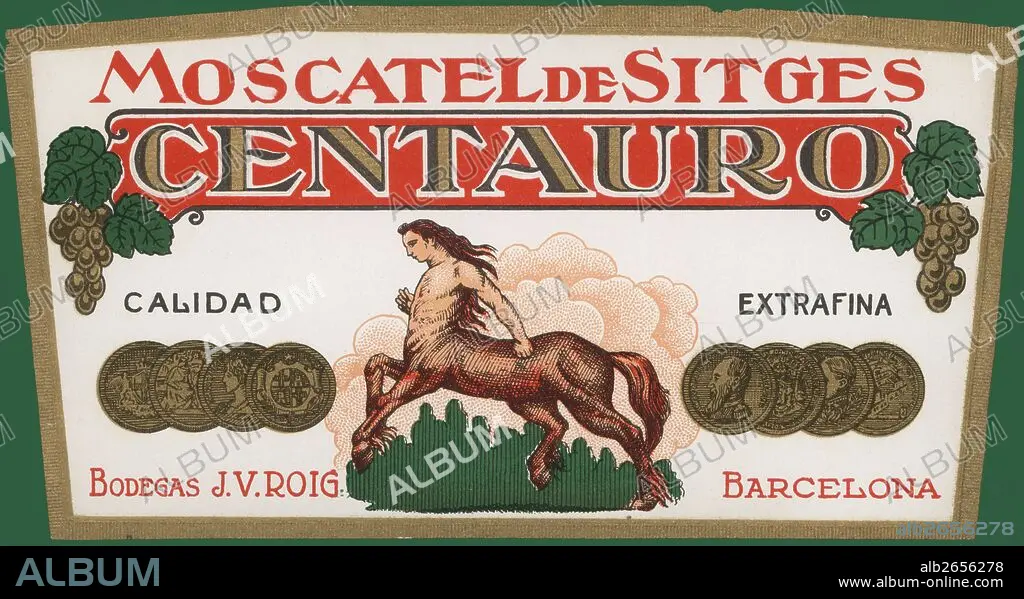 MOSCATEL DE SITGES
CENTAURO
CALIDAD
EXTRAFINA
BODEGAS J.V. ROIG
BARCELONA
ALBUM
alb2656278
www.album-online.com